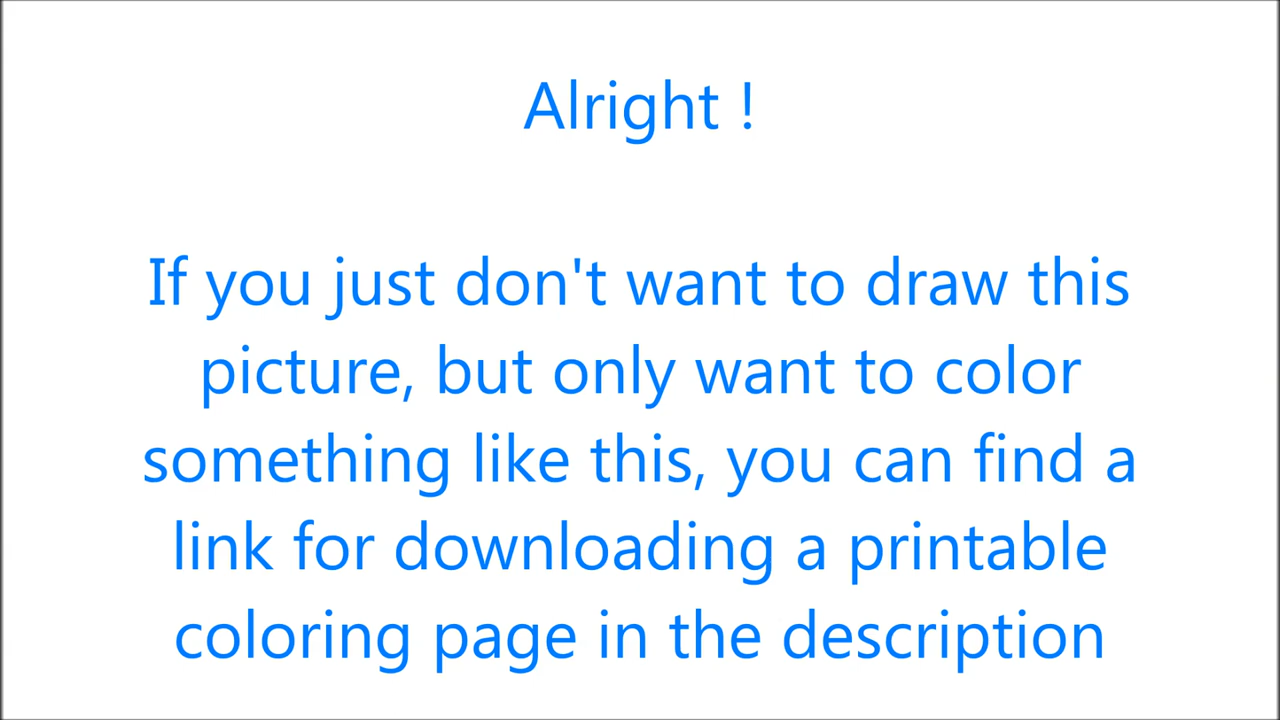 Alright !
If you just don't want to draw this
picture, but only want to color
something like this, you can find a
link for downloading a printable
coloring page in the description